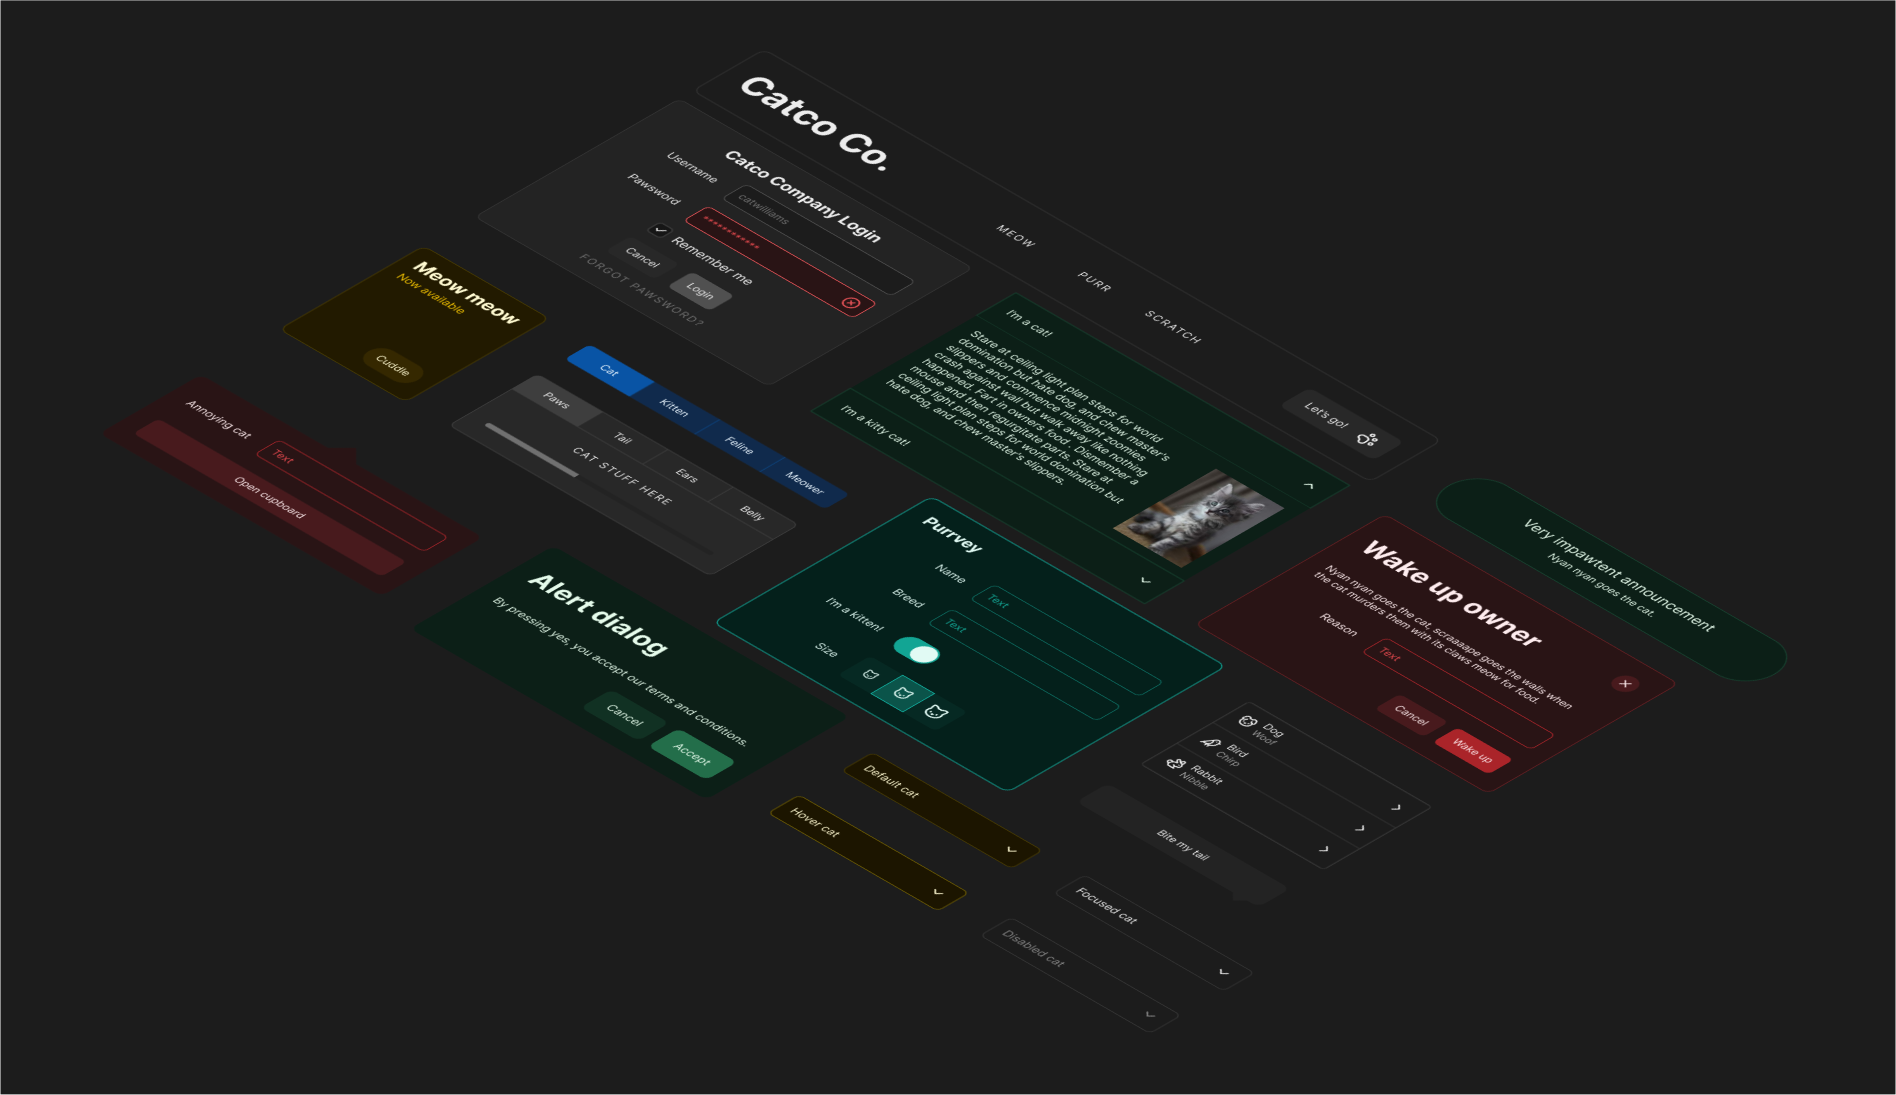 Catco Co.
MEOW
PURR
SCRATCH
Let's go!
Catco Company Login
Username
catwilliams
Pawsword
************
Remember me
Cancel
Login
FORGOT PAWSWORD?
Meow meow
Now available
Cuddle
Cat
Kitten
Feline
Meower
Paws
Tail
Ears
Belly
CAT STUFF HERE
Annoying cat
Text
Open cupboard
I'm a cat!
Stare at ceiling light plan steps for world
domination but hate dog, and chew master's
slippers and commence midnight zoomies
crash against wall but walk away like nothing
happened. Fart in owners food . Dismember a
mouse and then regurgitate parts. Stare at
ceiling light plan steps for world domination but
hate dog, and chew master's slippers.
I'm a kitty cat!
Very impawtent announcement
Nyan nyan goes the cat.
Alert dialog
By pressing yes, you accept our terms and conditions.
Cancel
Accept
Purrvey
Name
Text
Breed
Text
I'm a kitten!
Size
Wake up owner
Nyan nyan goes the cat, scraaaape goes the walls when
the cat murders them with its claws meow for food.
Reason
Text
Cancel
Wake up
Dog
Woof
Bird
Chirp
Rabbit
Nibble
Default cat
Hover cat
Bite my tail
Focused cat
Disabled cat